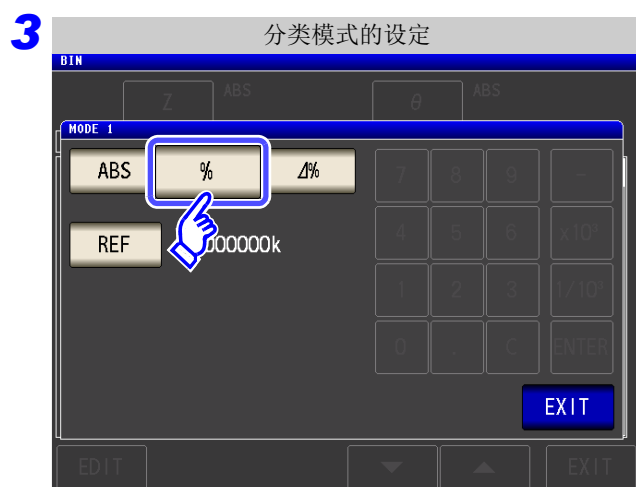 3
分类模式的设定
BIN
Z ABS θ ABS
MODE 1
ABS % Δ% 7 8 9 -
REF 000000k 4 5 6 x10³
1 2 3 1/10³
0 . C ENTER
EXIT
EDIT EXIT